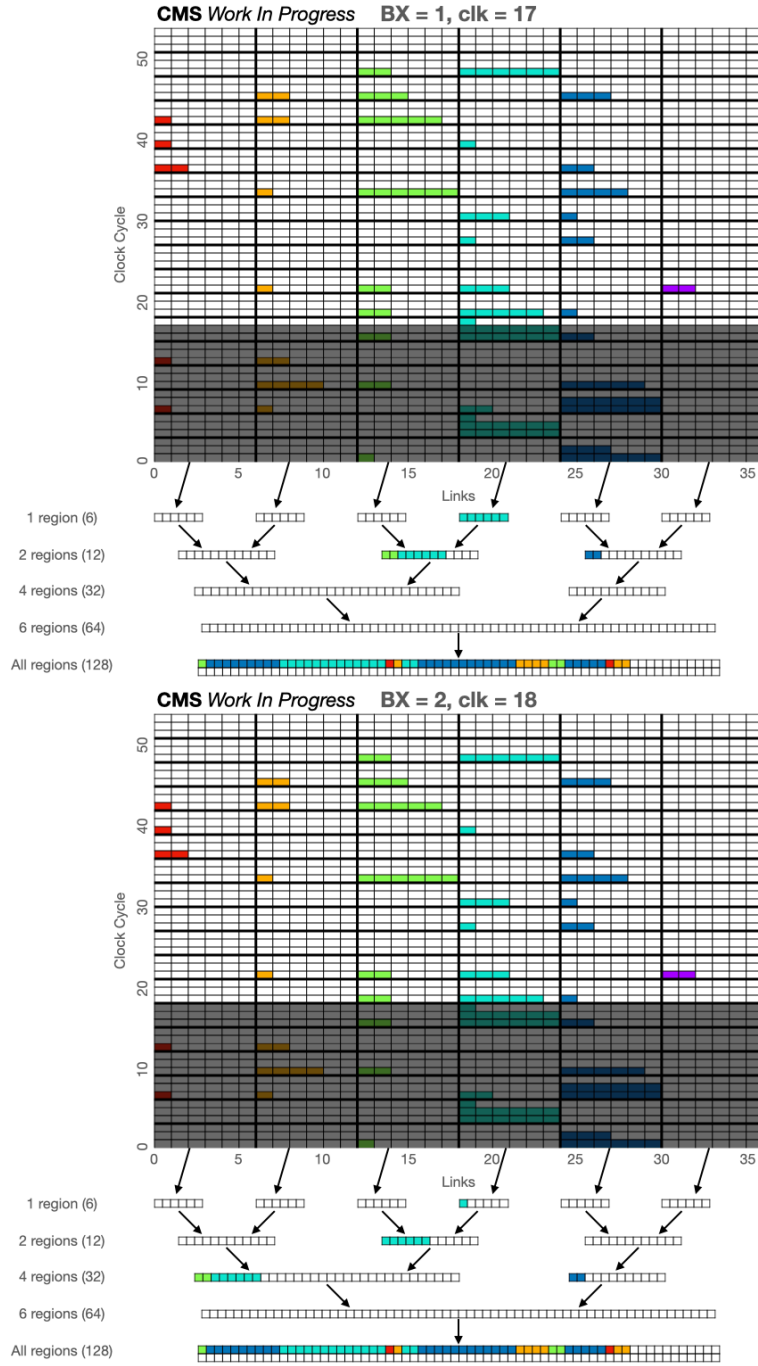 CMS Work In Progress BX = 1, clk = 17
50
40
30
20
10
0
Clock Cycle
0 5 10 15 20 25 30 35
Links
1 region (6)
2 regions (12)
4 regions (32)
6 regions (64)
All regions (128)
CMS Work In Progress BX = 2, clk = 18
50
40
30
20
10
0
Clock Cycle
0 5 10 15 20 25 30 35
Links
1 region (6)
2 regions (12)
4 regions (32)
6 regions (64)
All regions (128)